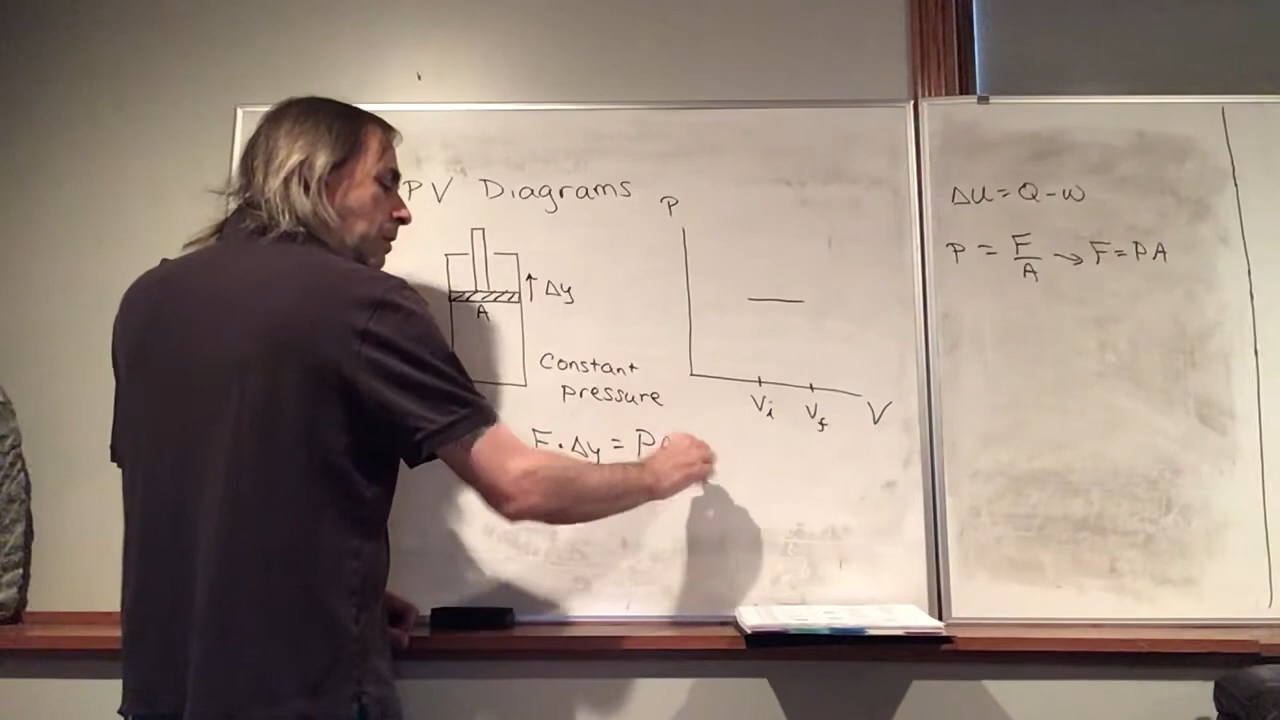 PV Diagrams
A
↑ Δy
Constant
pressure
F·Δy = P
P
V
Vi
Vf
ΔU = Q - W
P = F/A → F = PA